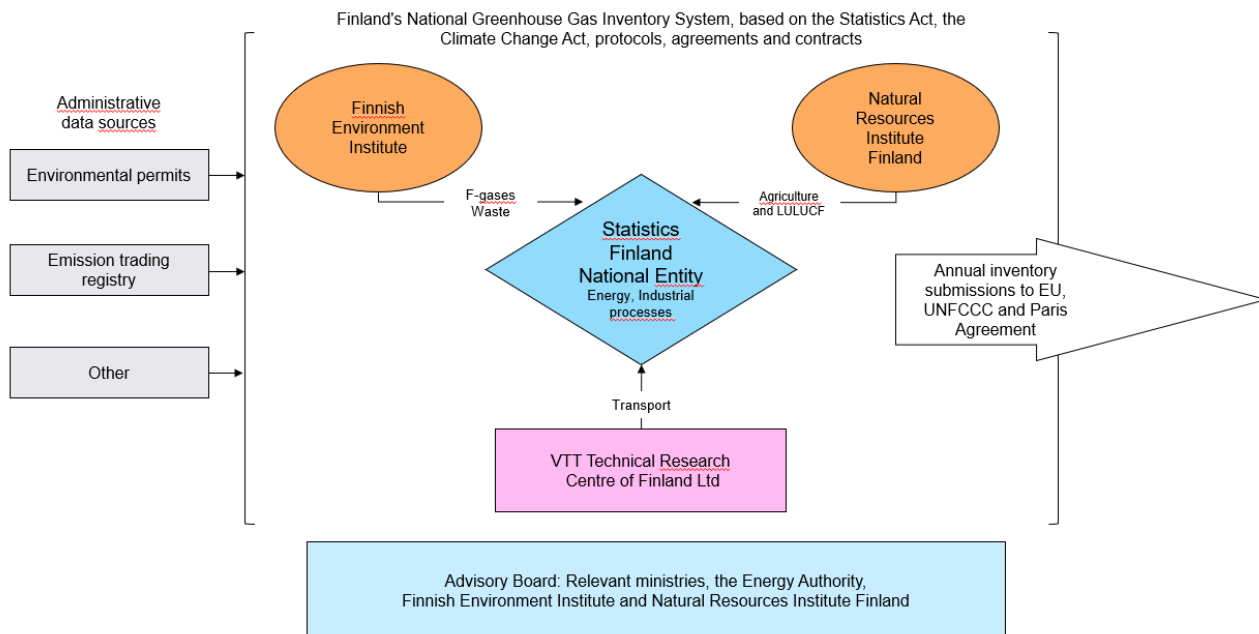 Finland's National Greenhouse Gas Inventory System, based on the Statistics Act, the
Climate Change Act, protocols, agreements and contracts
Administrative
data sources
Environmental permits
Emission trading
registry
Other
Finnish
Environment
Institute
Natural
Resources
Institute
Finland
F-gases
Waste
Agriculture
and LULUCF
Statistics
Finland
National Entity
Energy, Industrial
processes
Annual inventory
submissions to EU,
UNFCCC and Paris
Agreement
Transport
VTT Technical Research
Centre of Finland Ltd
Advisory Board: Relevant ministries, the Energy Authority,
Finnish Environment Institute and Natural Resources Institute Finland